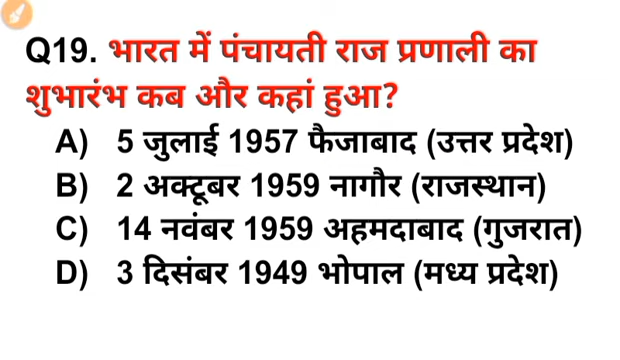 Q19. भारत में पंचायती राज प्रणाली का
शुभारंभ कब और कहां हुआ?
A) 5 जुलाई 1957 फैजाबाद (उत्तर प्रदेश)
B) 2 अक्टूबर 1959 नागौर (राजस्थान)
C) 14 नवंबर 1959 अहमदाबाद (गुजरात)
D) 3 दिसंबर 1949 भोपाल (मध्य प्रदेश)